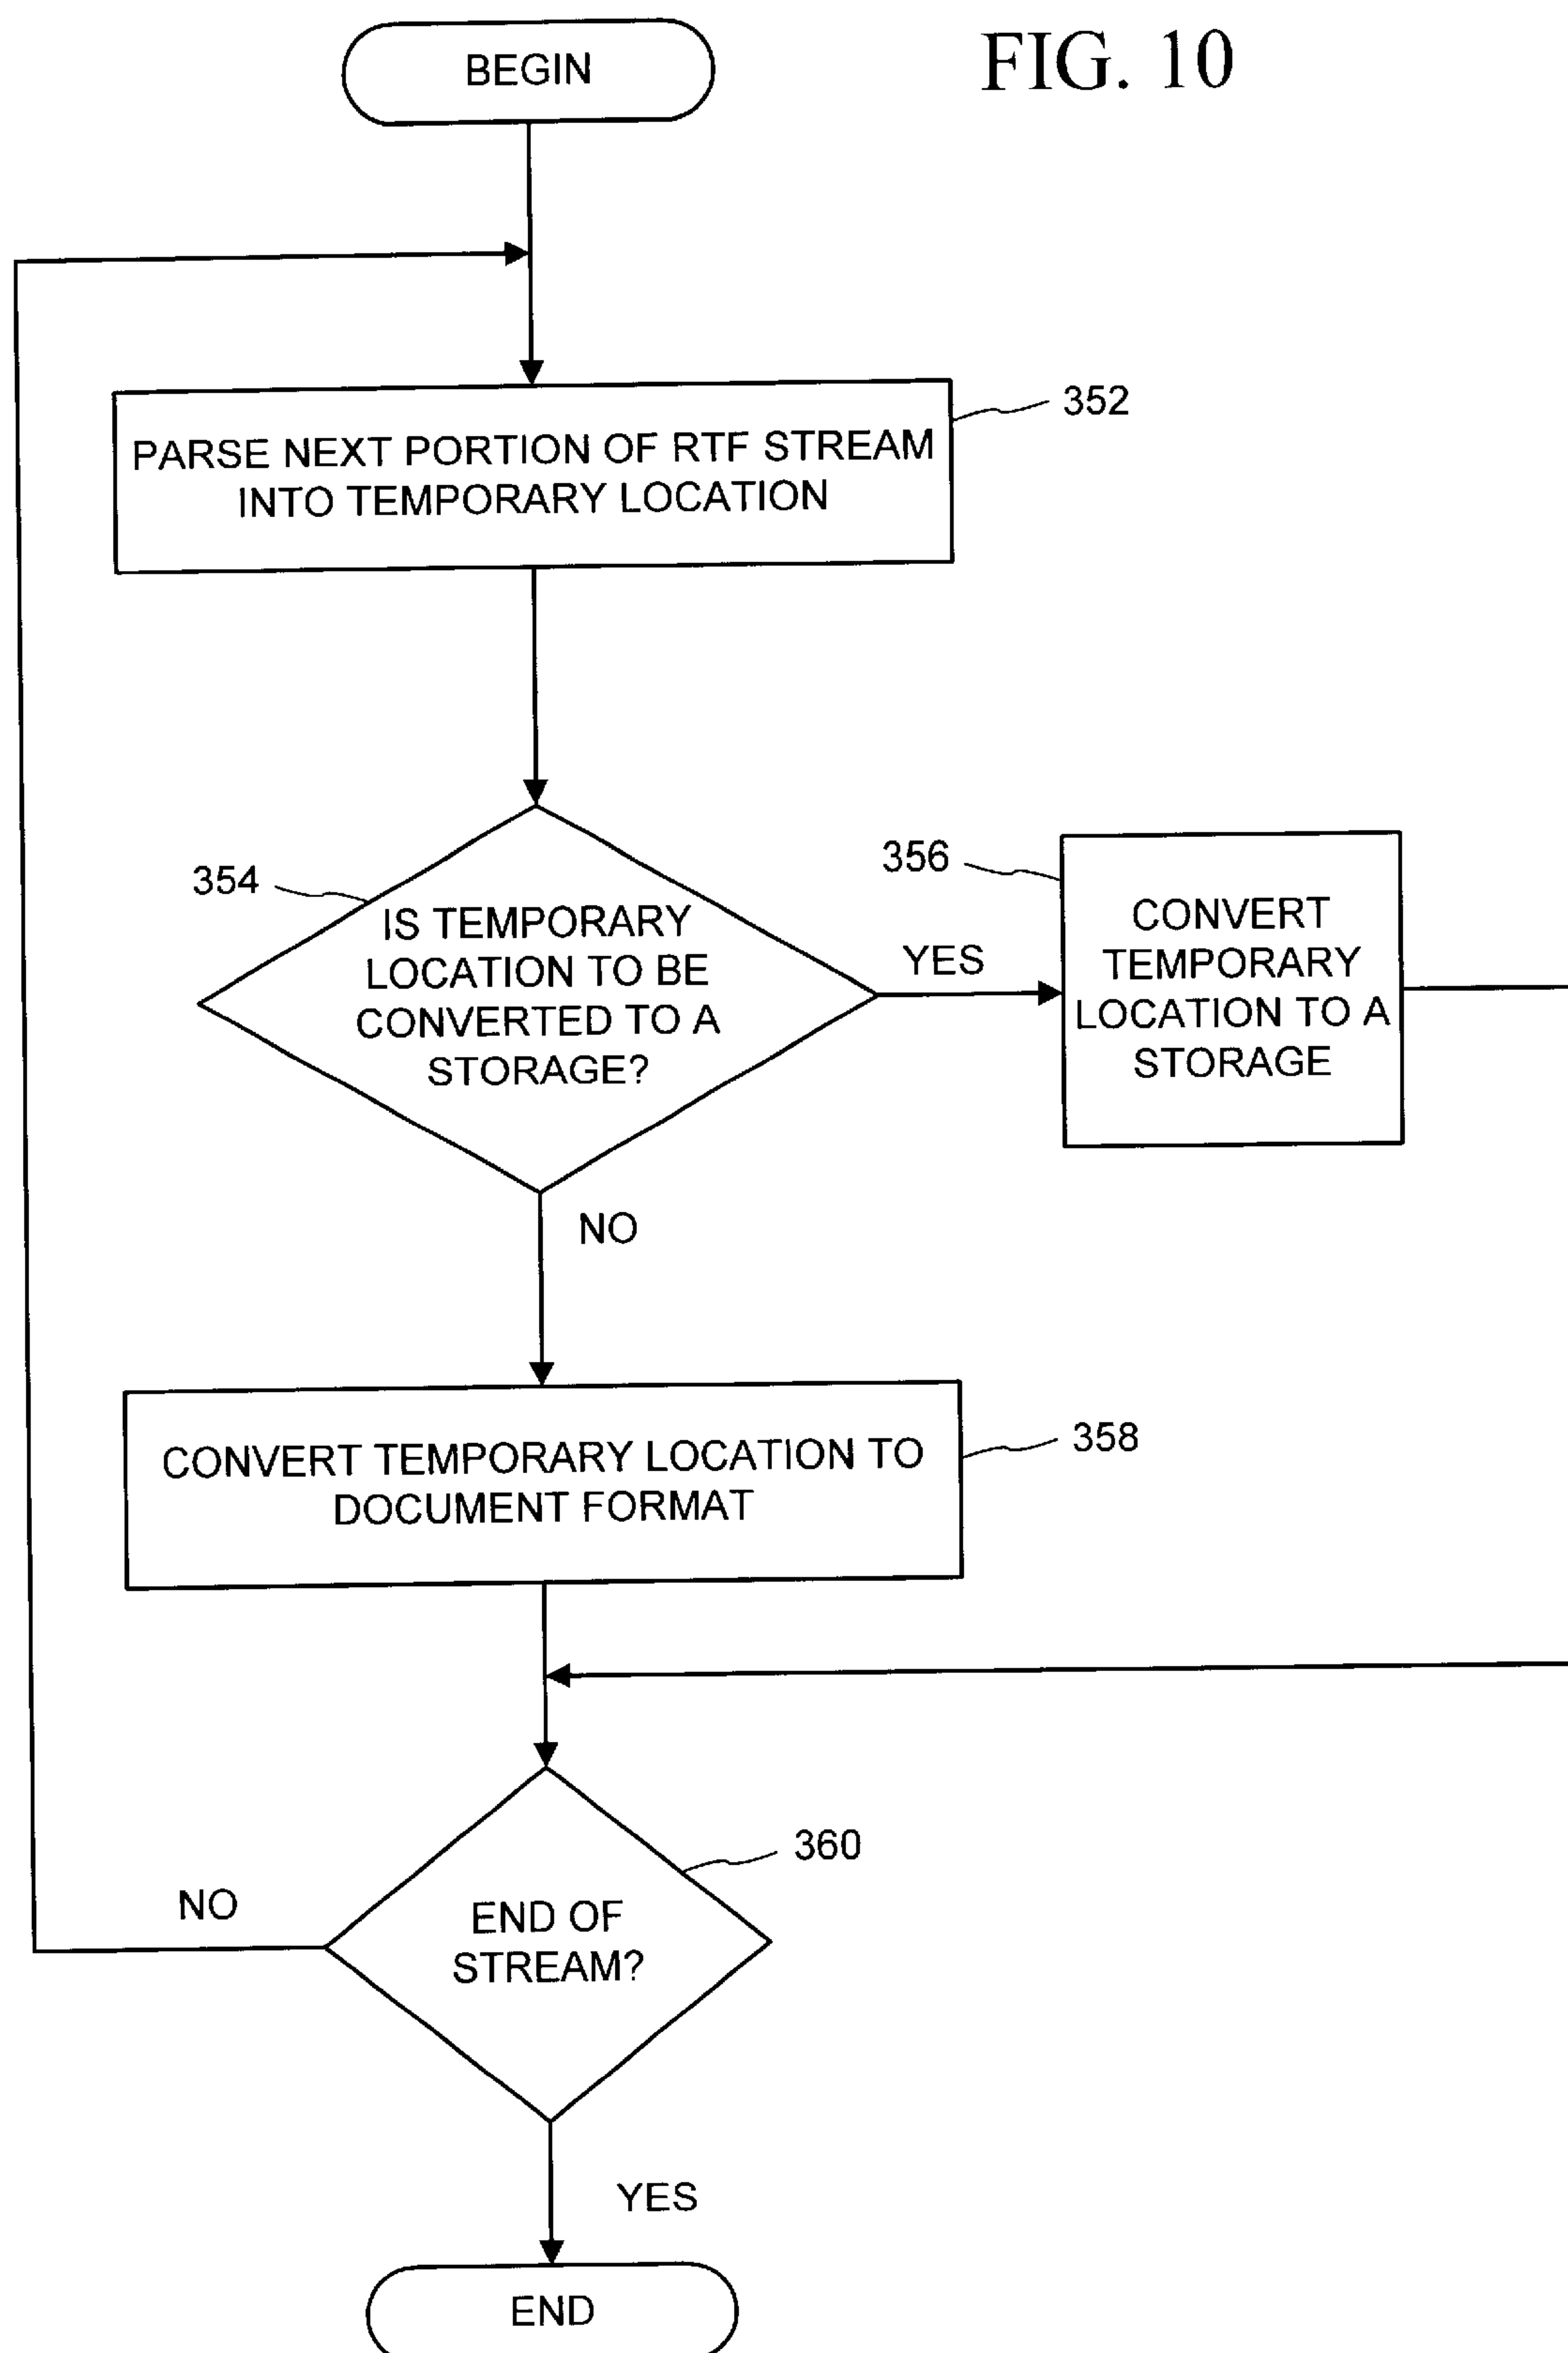 BEGIN
FIG. 10
352
PARSE NEXT PORTION OF RTF STREAM
INTO TEMPORARY LOCATION
354
IS TEMPORARY
LOCATION TO BE
CONVERTED TO A
STORAGE?
YES
356
CONVERT
TEMPORARY
LOCATION TO A
STORAGE
NO
358
CONVERT TEMPORARY LOCATION TO
DOCUMENT FORMAT
360
END OF
STREAM?
NO
YES
END